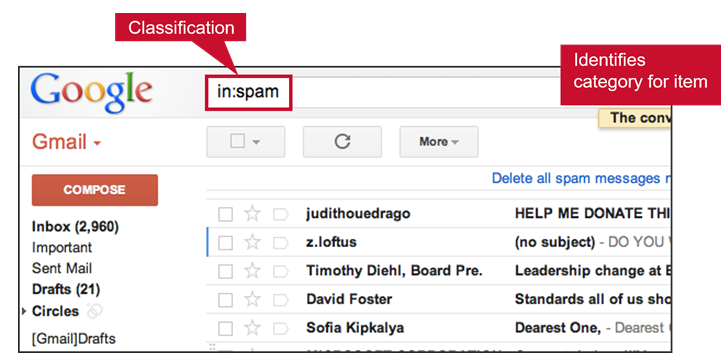 Classification
Identifies
category for item
Google
in:spam
The conv
Gmail
More
Delete all spam messages n
COMPOSE
judithouedrago HELP ME DONATE THI
Inbox (2,960)
z.loftus (no subject) - DO YOU
Important
Sent Mail
Timothy Diehl, Board Pre. Leadership change at E
Drafts (21)
David Foster Standards all of us sho
Circles
Sofia Kipkalya Dearest One, - Dearest
[Gmail]Drafts